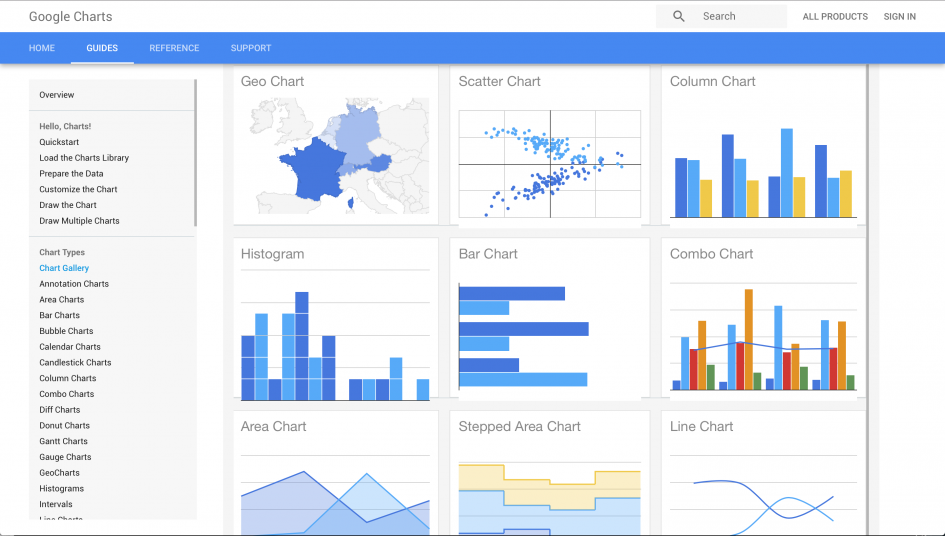 Google Charts
Search
ALL PRODUCTS
SIGN IN
HOME
GUIDES
REFERENCE
SUPPORT
Overview
Hello, Charts!
Quickstart
Load the Charts Library
Prepare the Data
Customize the Chart
Draw the Chart
Draw Multiple Charts
Chart Types
Chart Gallery
Annotation Charts
Area Charts
Bar Charts
Bubble Charts
Calendar Charts
Candlestick Charts
Column Charts
Combo Charts
Diff Charts
Donut Charts
Gantt Charts
Gauge Charts
GeoCharts
Histograms
Intervals
Line Charts
Geo Chart
Scatter Chart
Column Chart
Histogram
Bar Chart
Combo Chart
Area Chart
Stepped Area Chart
Line Chart